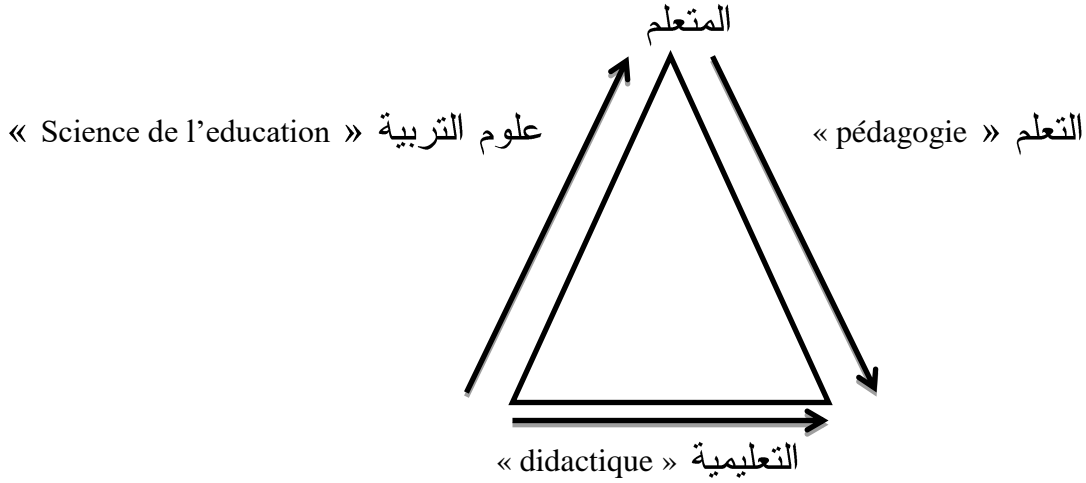 المتعلم
علوم التربية « Science de l’education »
التعلم « pédagogie »
التعليمية « didactique »